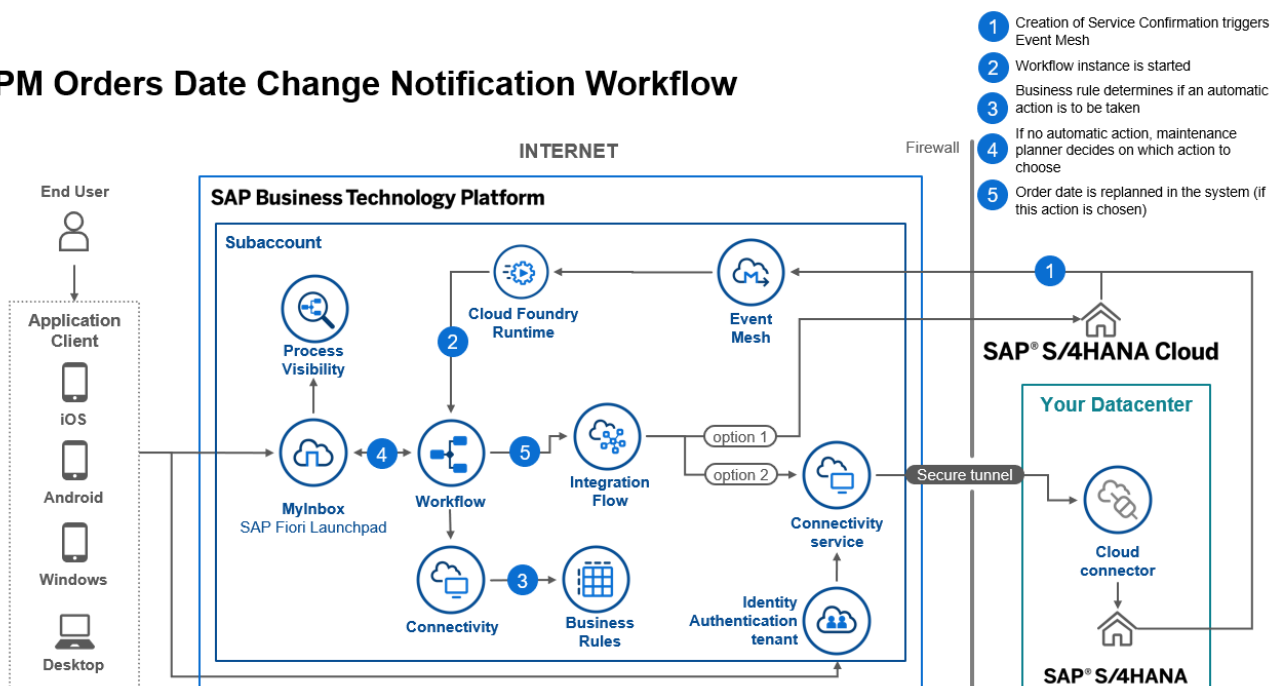 1 Creation of Service Confirmation triggers
Event Mesh
2 Workflow instance is started
3 Business rule determines if an automatic
action is to be taken
4 If no automatic action, maintenance
planner decides on which action to
choose
5 Order date is replanned in the system (if
this action is chosen)
PM Orders Date Change Notification Workflow
INTERNET
Firewall
End User
SAP Business Technology Platform
Subaccount
Application
Client
iOS
Android
Windows
Desktop
Process
Visibility
Cloud Foundry
Runtime
Event
Mesh
1
2
SAP® S/4HANA Cloud
Your Datacenter
MyInbox
SAP Fiori Launchpad
4
Workflow
5
Integration
Flow
option 1
option 2
Connectivity
service
Secure tunnel
Cloud
connector
Connectivity
3
Business
Rules
Identity
Authentication
tenant
SAP® S/4HANA